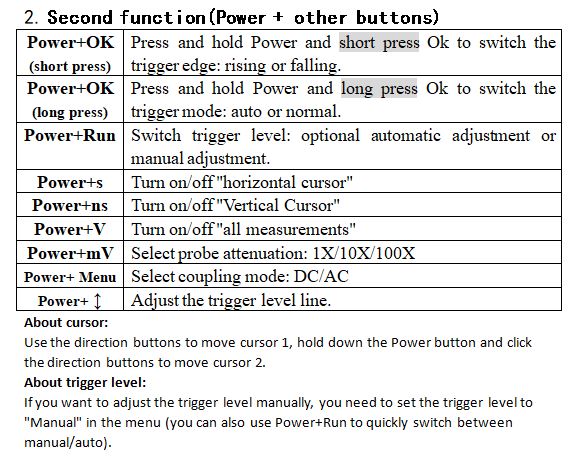 2. Second function(Power + other buttons)
Power+OK Press and hold Power and short press Ok to switch the
(short press) trigger edge: rising or falling.
Power+OK Press and hold Power and long press Ok to switch the
(long press) trigger mode: auto or normal.
Power+Run Switch trigger level: optional automatic adjustment or
manual adjustment.
Power+s Turn on/off "horizontal cursor"
Power+ns Turn on/off "Vertical Cursor"
Power+V Turn on/off "all measurements"
Power+mV Select probe attenuation: 1X/10X/100X
Power+ Menu Select coupling mode: DC/AC
Power+ ↕ Adjust the trigger level line.
About cursor:
Use the direction buttons to move cursor 1, hold down the Power button and click
the direction buttons to move cursor 2.
About trigger level:
If you want to adjust the trigger level manually, you need to set the trigger level to
"Manual" in the menu (you can also use Power+Run to quickly switch between
manual/auto).